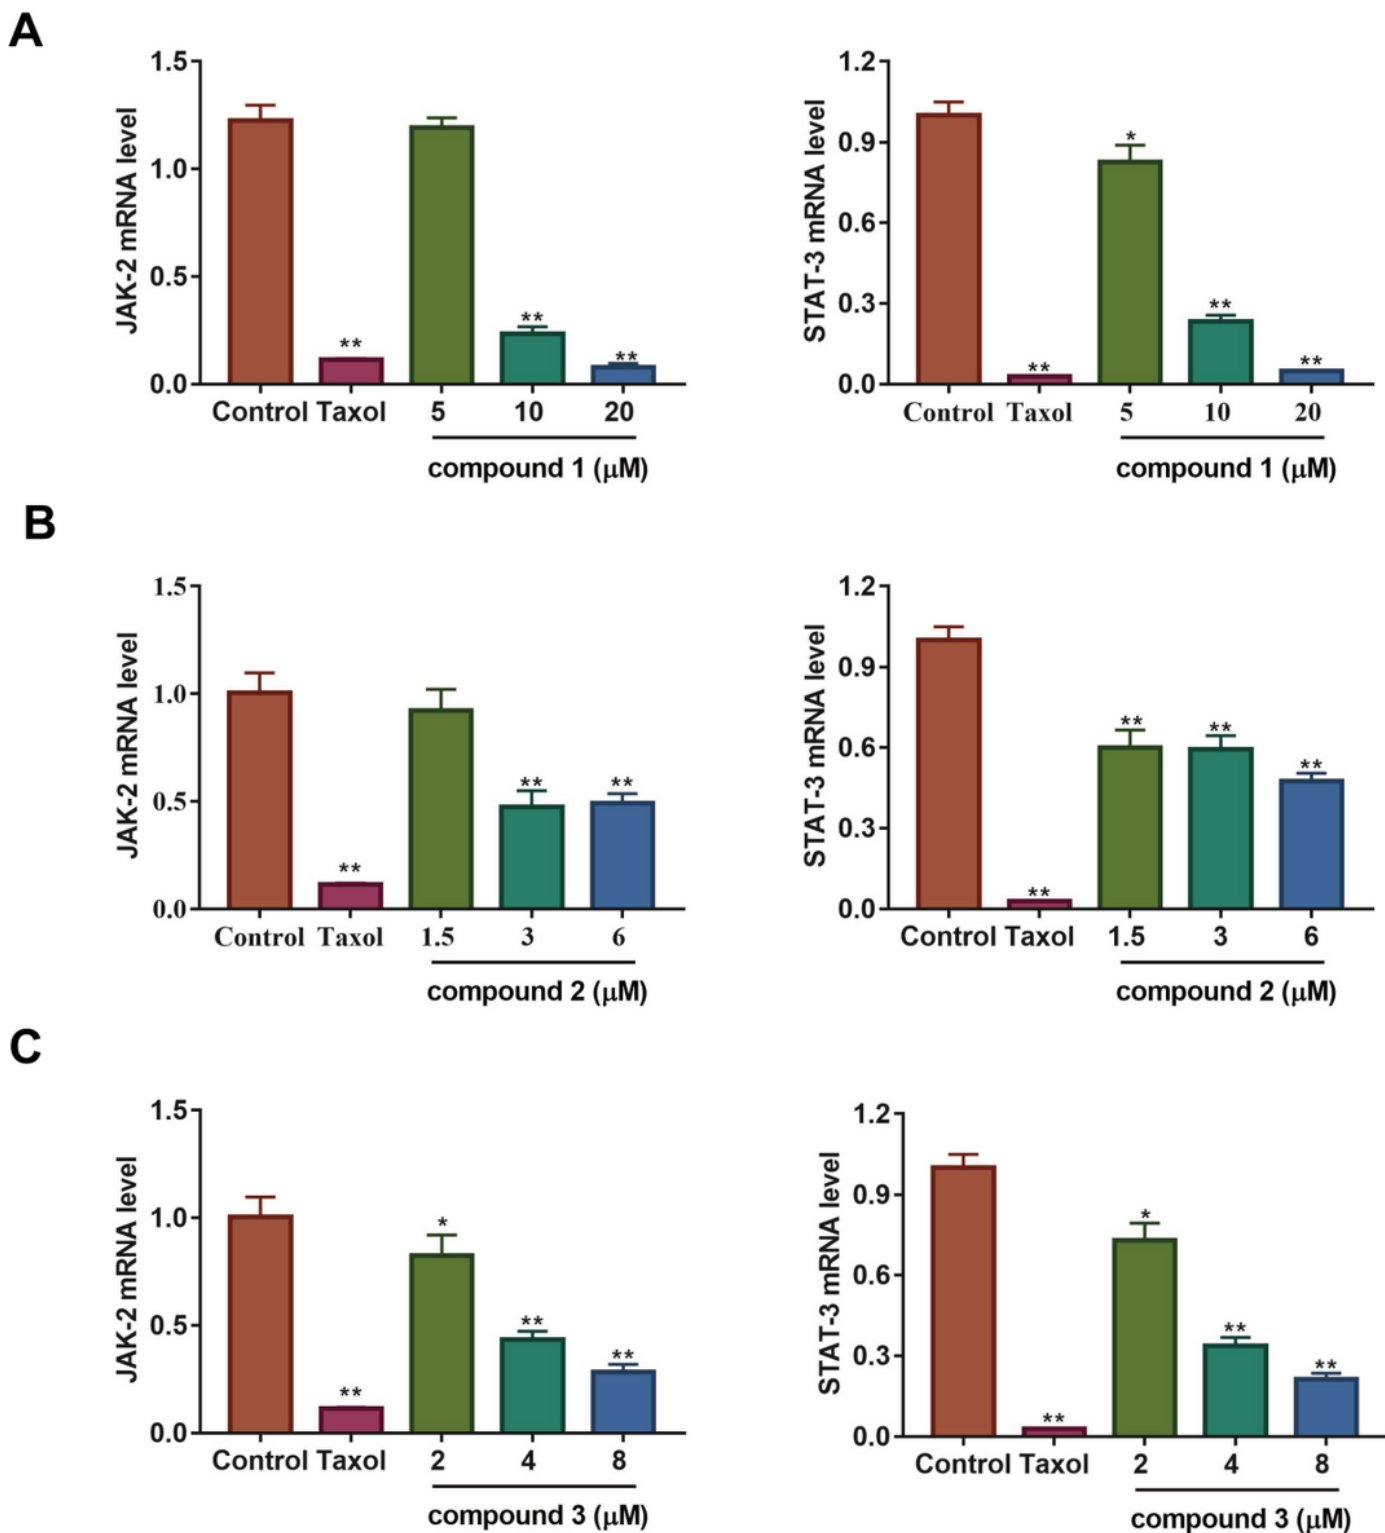 A
JAK-2 mRNA level
1.5
1.0
0.5
0.0
**
**
**
Control Taxol 5 10 20
compound 1 (μM)
STAT-3 mRNA level
1.2
0.9
0.6
0.3
0.0
**
*
**
**
Control Taxol 5 10 20
compound 1 (μM)
B
JAK-2 mRNA level
1.5
1.0
0.5
0.0
**
**
**
Control Taxol 1.5 3 6
compound 2 (μM)
STAT-3 mRNA level
1.2
0.9
0.6
0.3
0.0
**
**
**
**
Control Taxol 1.5 3 6
compound 2 (μM)
C
JAK-2 mRNA level
1.5
1.0
0.5
0.0
**
*
**
**
Control Taxol 2 4 8
compound 3 (μM)
STAT-3 mRNA level
1.2
0.9
0.6
0.3
0.0
**
*
**
**
Control Taxol 2 4 8
compound 3 (μM)